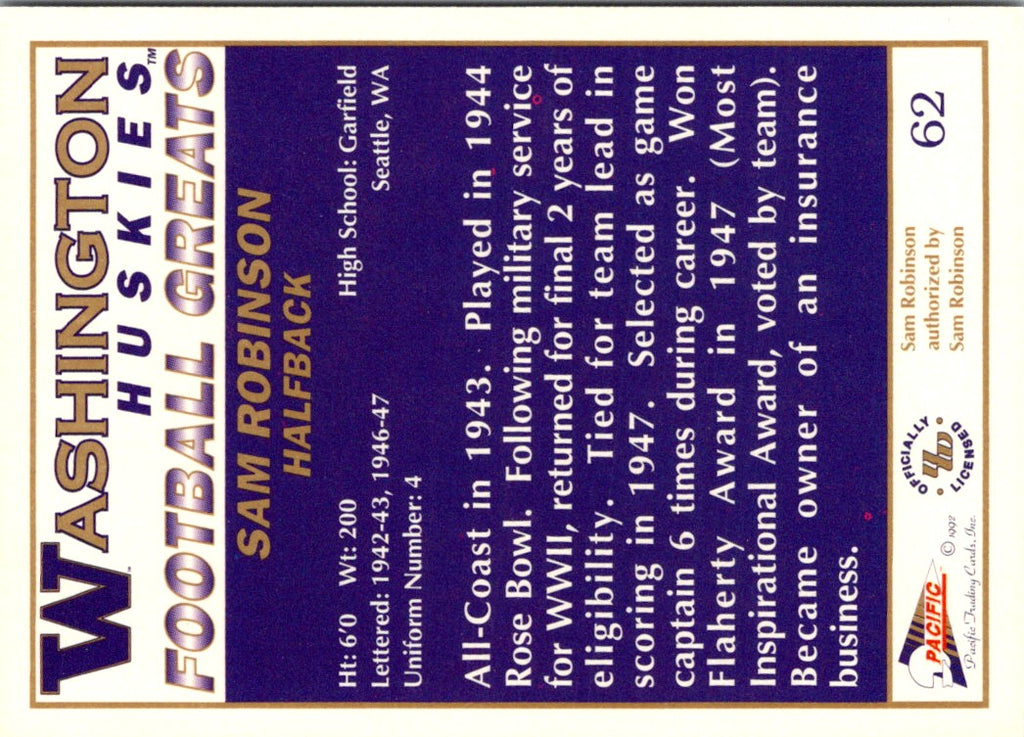 WASHINGTON
HUSKIES™
FOOTBALL GREATS
SAM ROBINSON
HALFBACK
Ht: 6'0 Wt: 200 High School: Garfield
Lettered: 1942-43, 1946-47 Seattle, WA
Uniform Number: 4
All-Coast in 1943. Played in 1944
Rose Bowl. Following military service
for WWII, returned for final 2 years of
eligibility. Tied for team lead in
scoring in 1947. Selected as game
captain 6 times during career. Won
Flaherty Award in 1947 (Most
Inspirational Award, voted by team).
Became owner of an insurance
business.
PACIFIC
© 1992
Pacific Trading Cards, Inc.
OFFICIALLY
UW
LICENSED
Sam Robinson
authorized by
Sam Robinson
62